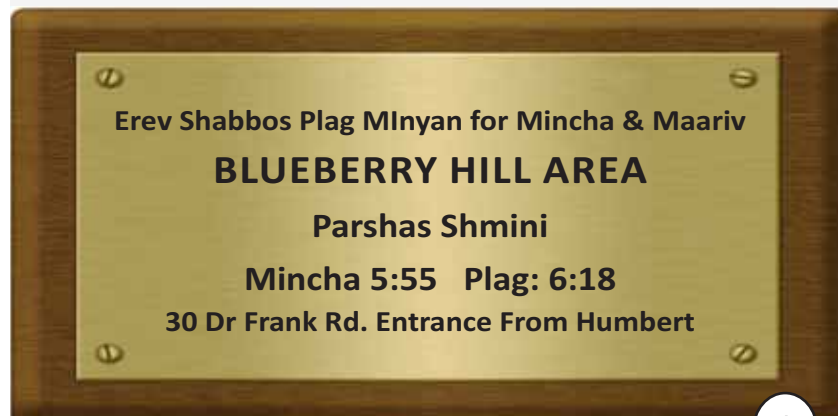 Erev Shabbos Plag MInyan for Mincha & Maariv
BLUEBERRY HILL AREA
Parshas Shmini
Mincha 5:55 Plag: 6:18
30 Dr Frank Rd. Entrance From Humbert